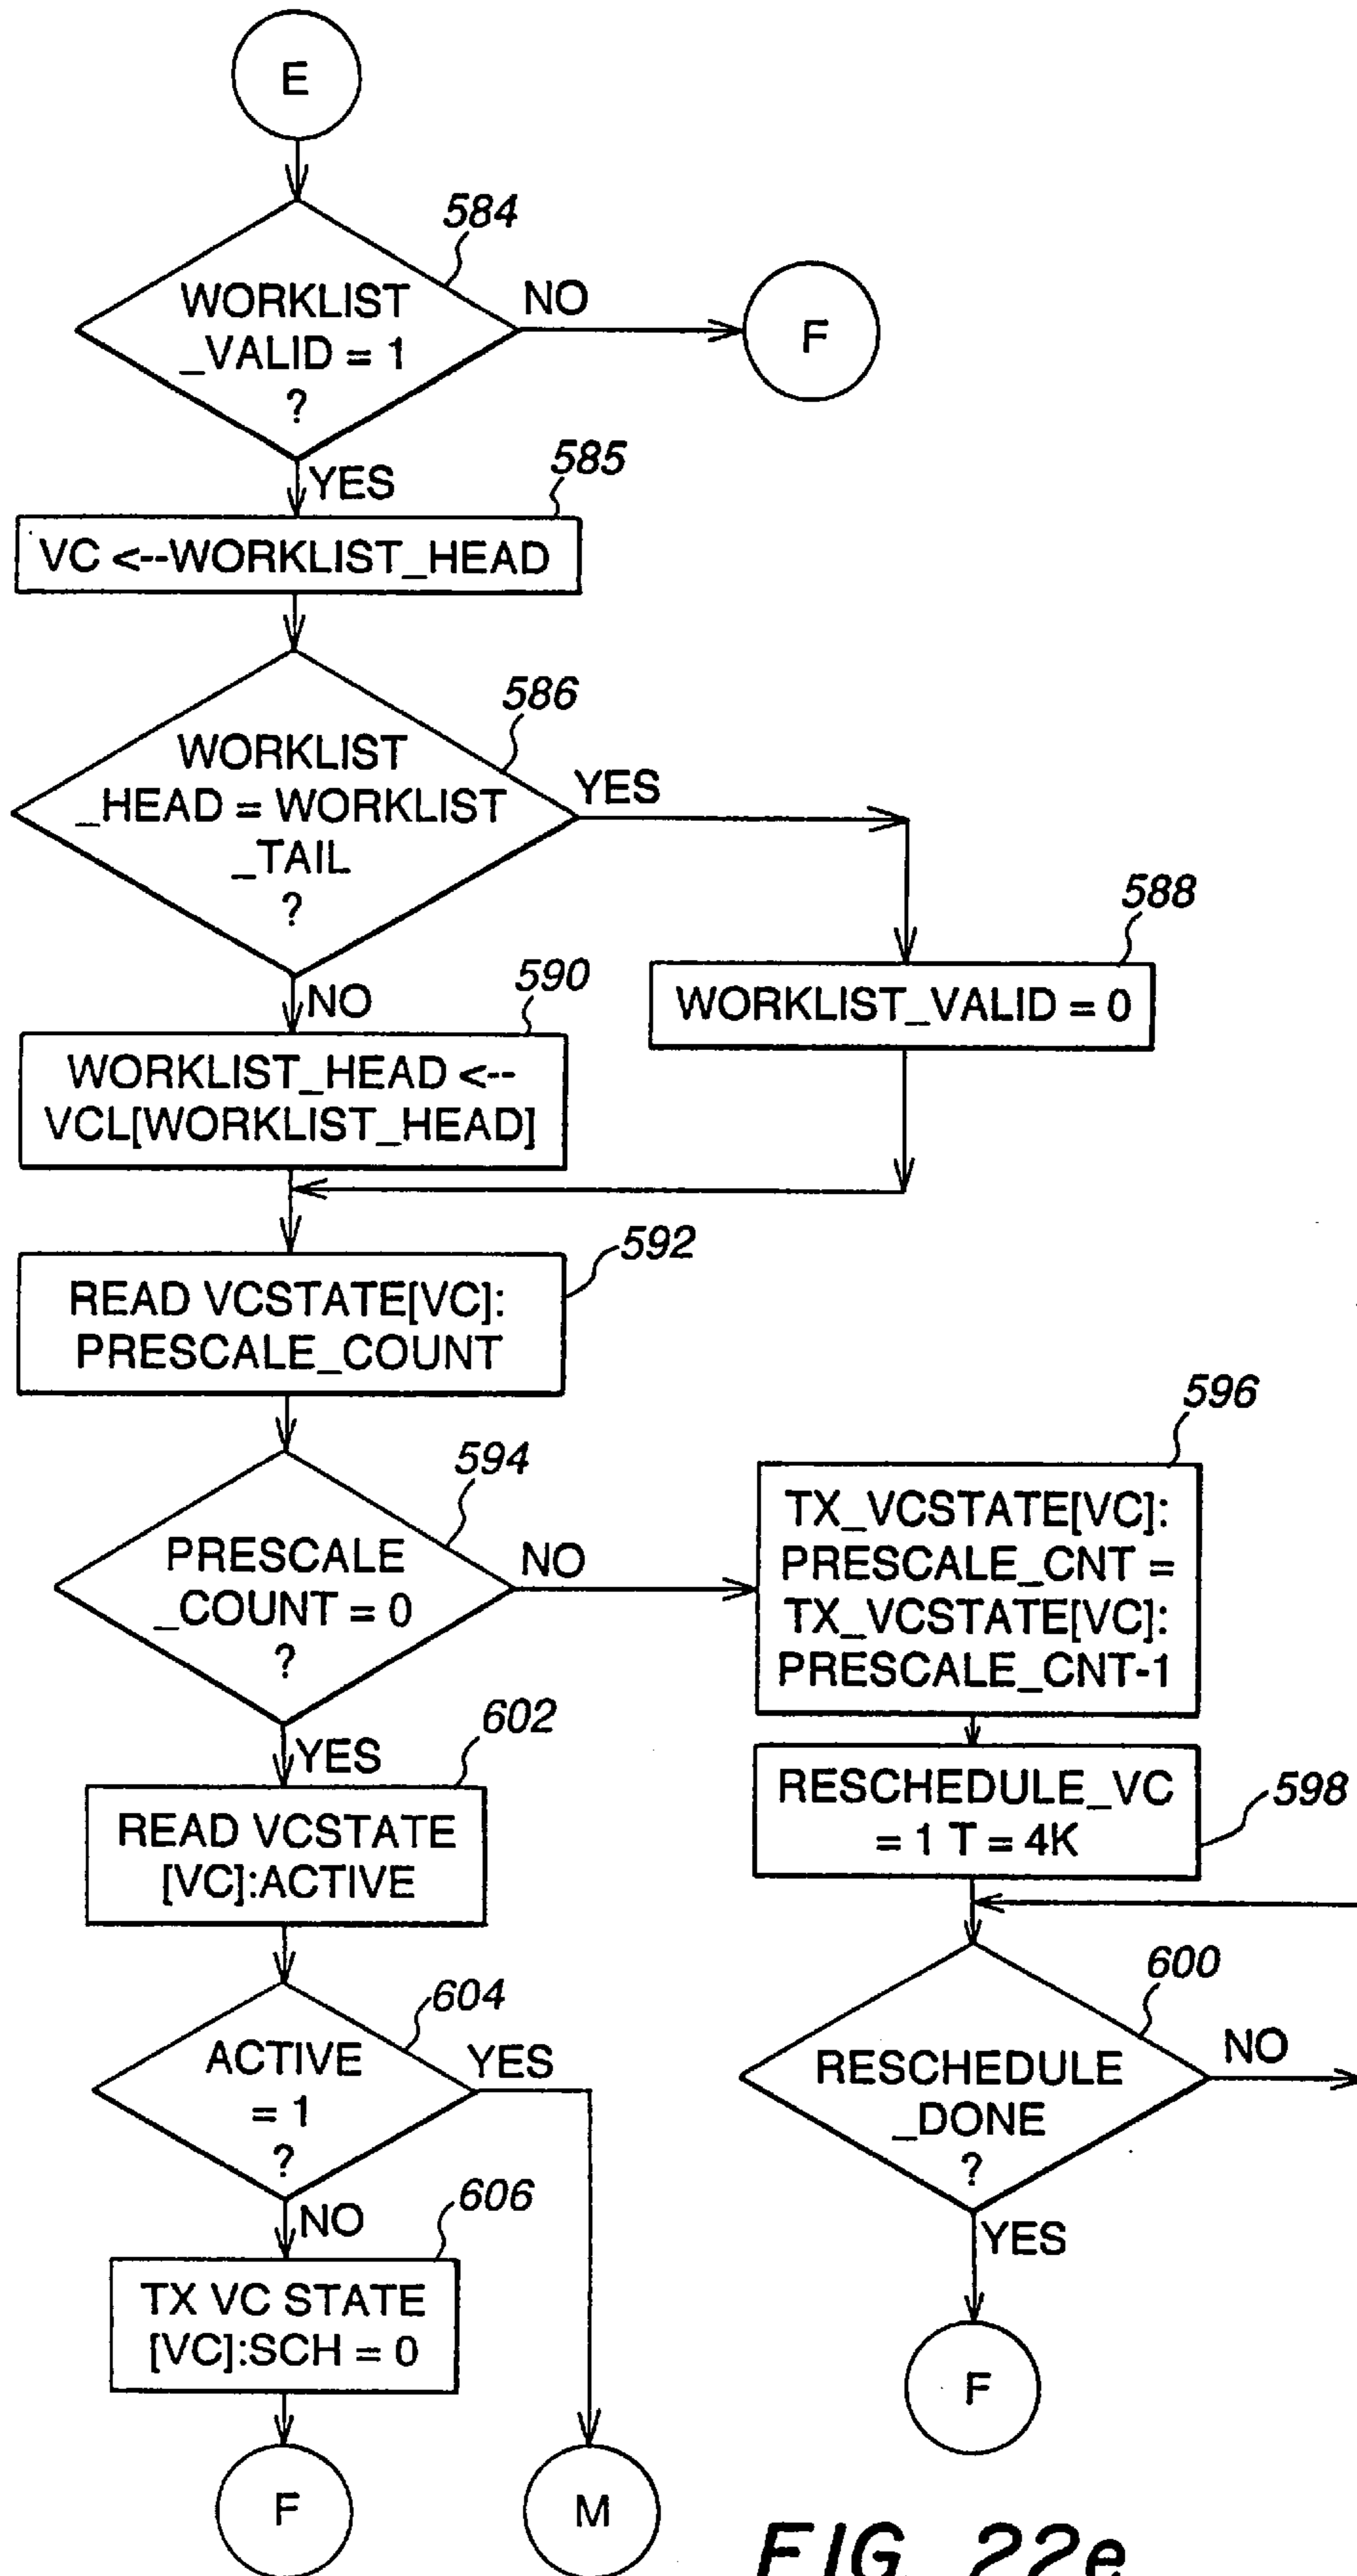 E
584
WORKLIST
_VALID = 1
?
NO
F
YES
585
VC <--WORKLIST_HEAD
586
WORKLIST
_HEAD = WORKLIST
_TAIL
?
YES
588
WORKLIST_VALID = 0
NO
590
WORKLIST_HEAD <--
VCL[WORKLIST_HEAD]
592
READ VCSTATE[VC]:
PRESCALE_COUNT
594
PRESCALE
_COUNT = 0
?
NO
596
TX_VCSTATE[VC]:
PRESCALE_CNT =
TX_VCSTATE[VC]:
PRESCALE_CNT-1
RESCHEDULE_VC
= 1 T = 4K
598
600
RESCHEDULE
_DONE
?
NO
YES
F
YES
602
READ VCSTATE
[VC]:ACTIVE
604
ACTIVE
= 1
?
YES
NO
606
TX VC STATE
[VC]:SCH = 0
F
M
FIG. 22e